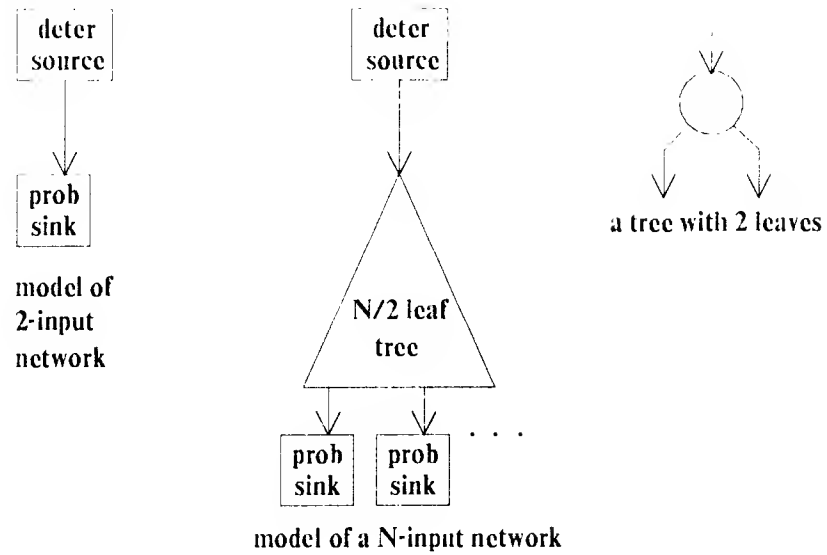 deter
source
prob
sink
model of
2-input
network
deter
source
N/2 leaf
tree
prob
sink
prob
sink
. . .
model of a N-input network
a tree with 2 leaves